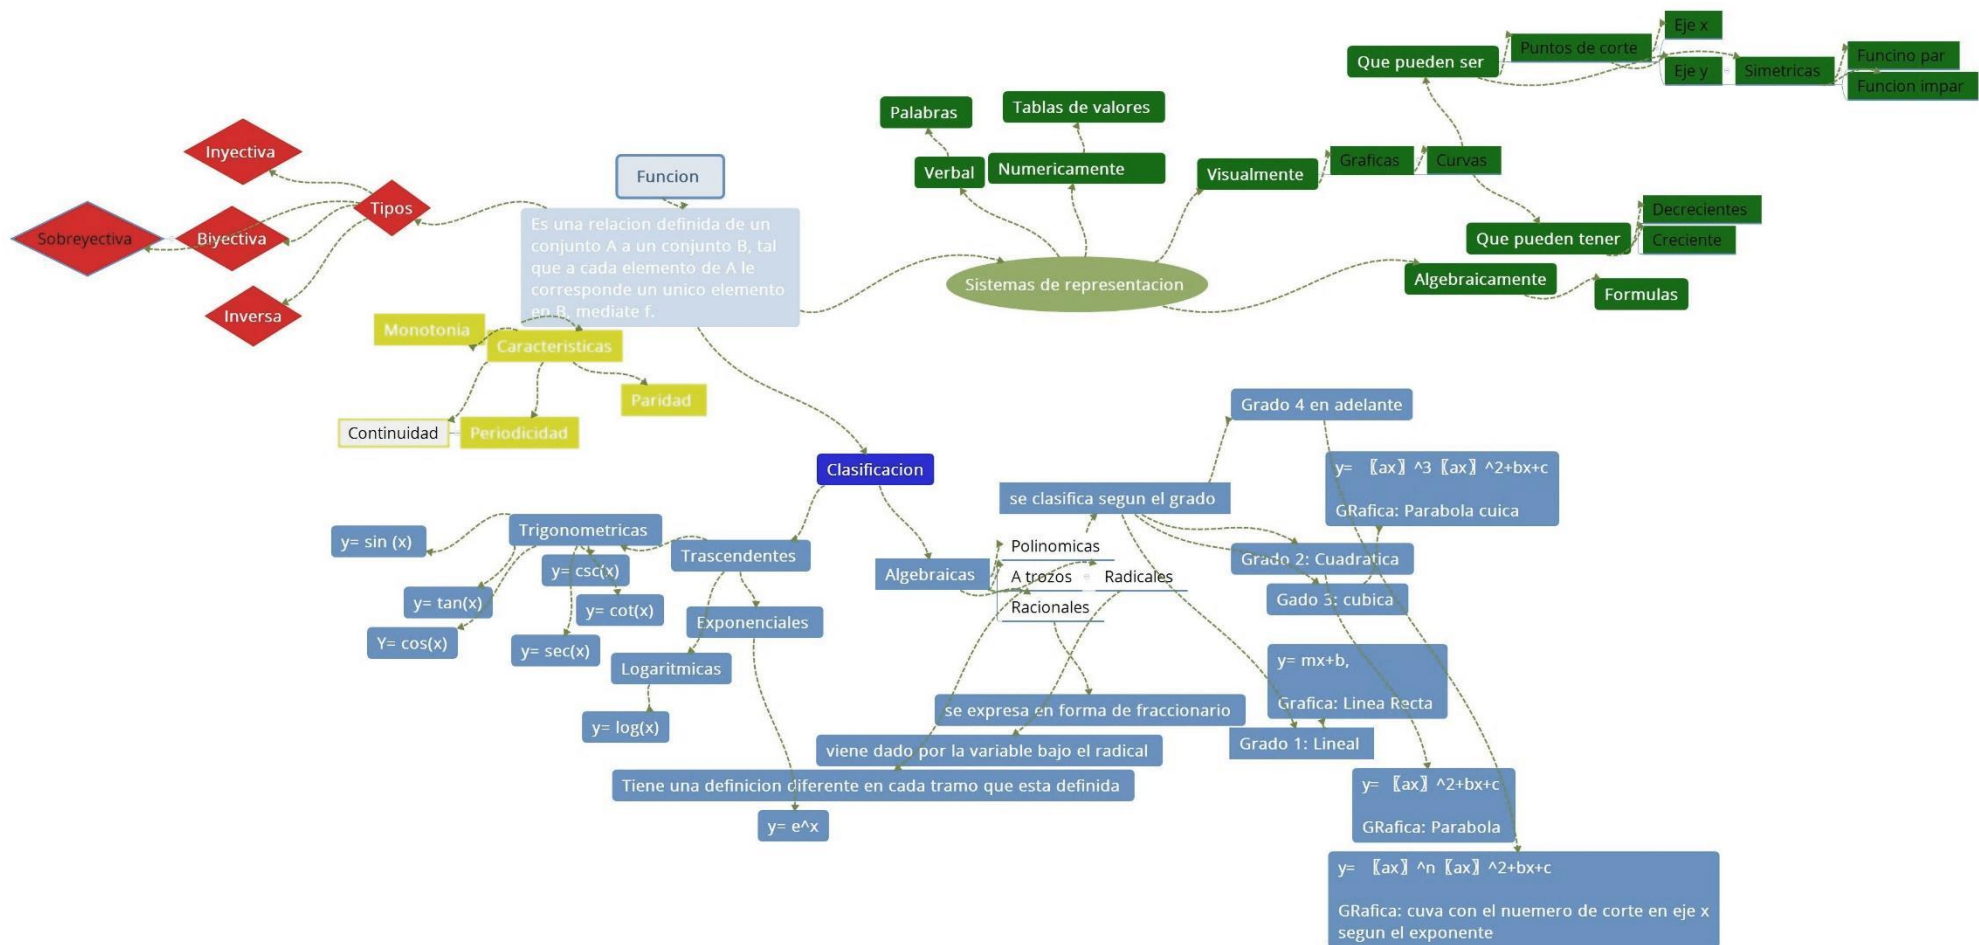 Funcion
Es una relacion definida de un
conjunto A a un conjunto B, tal
que a cada elemento de A le
corresponde un unico elemento
en B, mediate f.
Tipos
Inyectiva
Biyectiva
Sobreyectiva
Inversa
Caracteristicas
Monotonía
Continuidad
Periodicidad
Paridad
Sistemas de representacion
Verbal
Palabras
Numericamente
Tablas de valores
Visualmente
Graficas
Curvas
Que pueden ser
Puntos de corte
Eje x
Eje y
Simetricas
Funcino par
Funcion impar
Que pueden tener
Decrecientes
Creciente
Algebraicamente
Formulas
Clasificacion
Trascendentes
Trigonometricas
y= sin (x)
y= tan(x)
Y= cos(x)
y= csc(x)
y= cot(x)
y= sec(x)
Exponenciales
y= e^x
Logaritmicas
y= log(x)
Algebraicas
Polinomicas
A trozos
Radicales
Racionales
se expresa en forma de fraccionario
viene dado por la variable bajo el radical
Tiene una definicion diferente en cada tramo que esta definida
se clasifica segun el grado
Grado 4 en adelante
y= 〖ax〗^3〖ax〗^2+bx+c
GRafica: Parabola cuica
Grado 2: Cuadratica
Gado 3: cubica
y= mx+b,
Grafica: Linea Recta
Grado 1: Lineal
y= 〖ax〗^2+bx+c
GRafica: Parabola
y= 〖ax〗^n〖ax〗^2+bx+c
GRafica: cuva con el nuemero de corte en eje x
segun el exponente